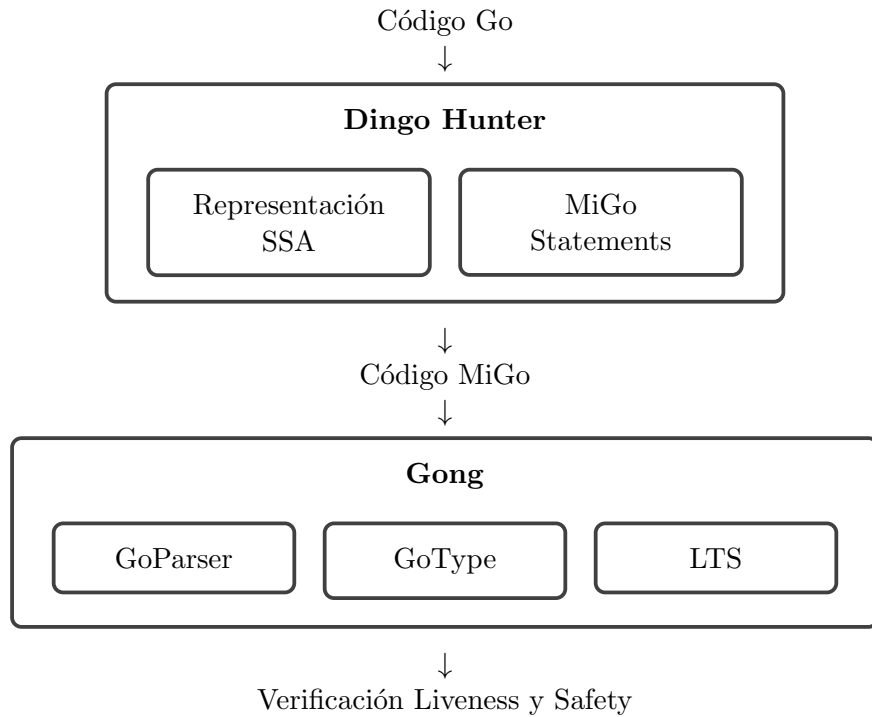 Código Go
↓
Dingo Hunter
Representación
SSA
MiGo
Statements
↓
Código MiGo
↓
Gong
GoParser
GoType
LTS
↓
Verificación Liveness y Safety